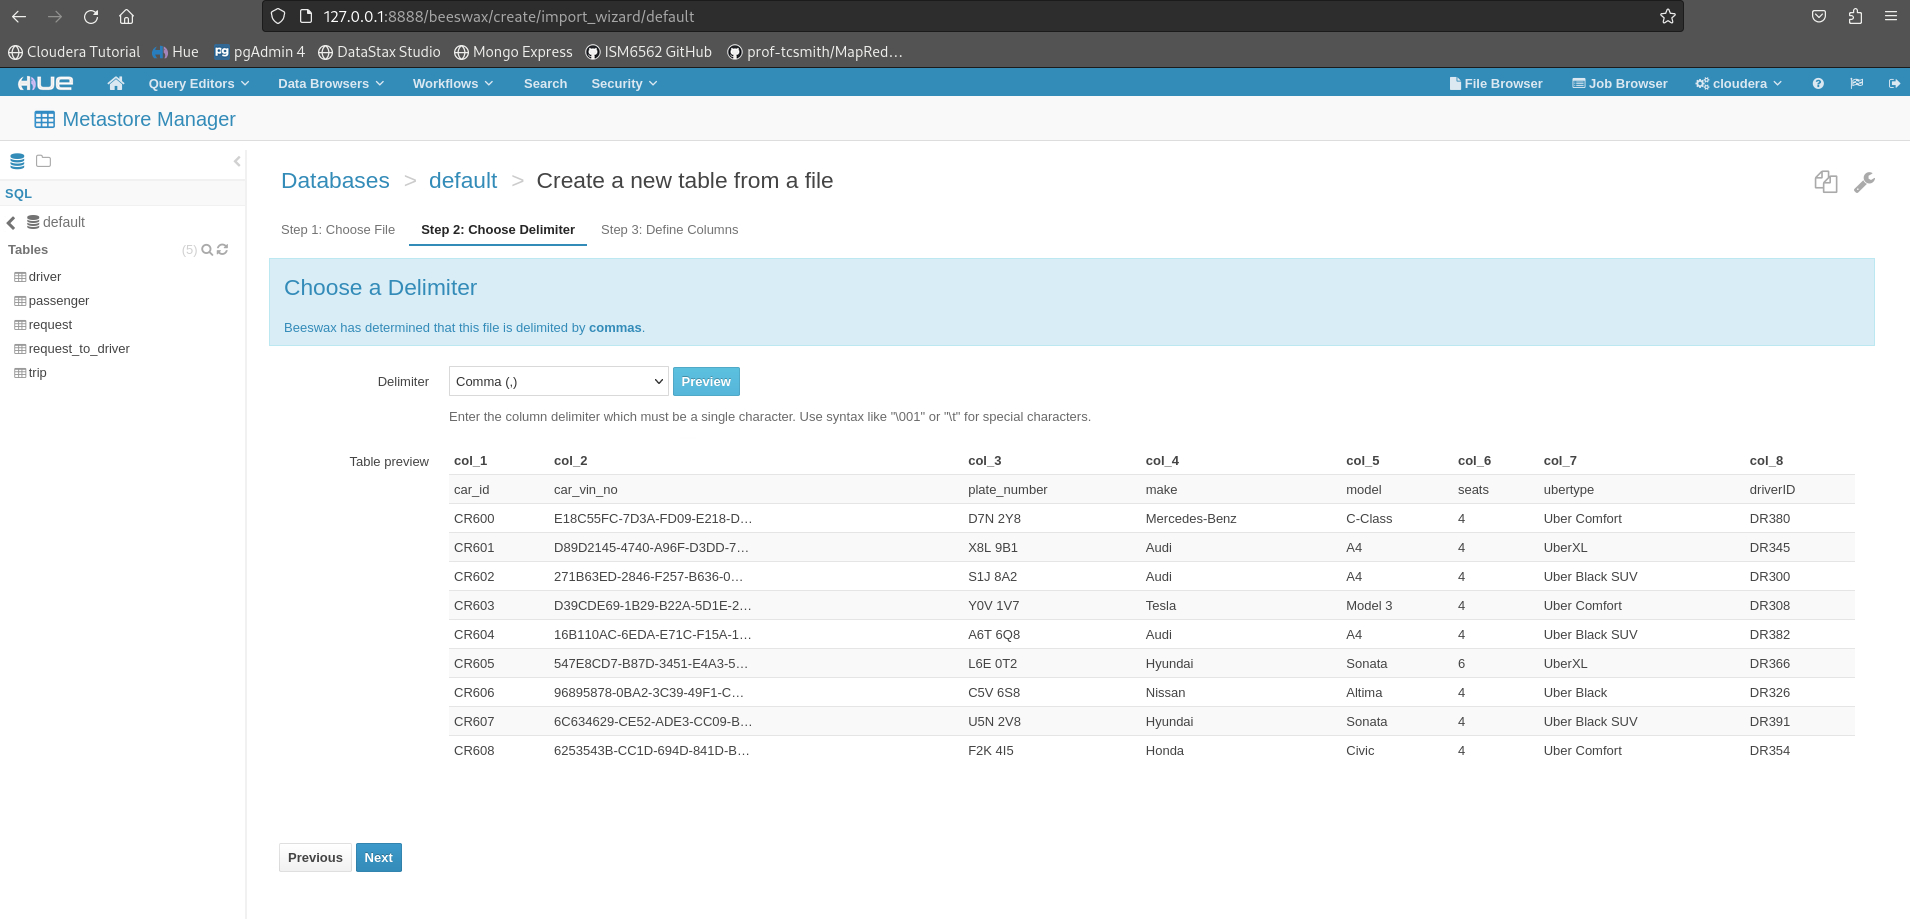 127.0.0.1:8888/beeswax/create/import_wizard/default
Cloudera Tutorial Hue pgAdmin 4 DataStax Studio Mongo Express ISM6562 GitHub prof-tcsmith/MapRed…
HUE Query Editors Data Browsers Workflows Search Security File Browser Job Browser cloudera
Metastore Manager
SQL
default
Tables (5)
driver
passenger
request
request_to_driver
trip
Databases > default > Create a new table from a file
Step 1: Choose File Step 2: Choose Delimiter Step 3: Define Columns
Choose a Delimiter
Beeswax has determined that this file is delimited by commas.
Delimiter Comma (,) Preview
Enter the column delimiter which must be a single character. Use syntax like "\001" or "\t" for special characters.
Table preview col_1 col_2 col_3 col_4 col_5 col_6 col_7 col_8
car_id car_vin_no plate_number make model seats ubertype driverID
CR600 E18C55FC-7D3A-FD09-E218-D… D7N 2Y8 Mercedes-Benz C-Class 4 Uber Comfort DR380
CR601 D89D2145-4740-A96F-D3DD-7… X8L 9B1 Audi A4 4 UberXL DR345
CR602 271B63ED-2846-F257-B636-0… S1J 8A2 Audi A4 4 Uber Black SUV DR300
CR603 D39CDE69-1B29-B22A-5D1E-2… Y0V 1V7 Tesla Model 3 4 Uber Comfort DR308
CR604 16B110AC-6EDA-E71C-F15A-1… A6T 6Q8 Audi A4 4 Uber Black SUV DR382
CR605 547E8CD7-B87D-3451-E4A3-5… L6E 0T2 Hyundai Sonata 6 UberXL DR366
CR606 96895878-0BA2-3C39-49F1-C… C5V 6S8 Nissan Altima 4 Uber Black DR326
CR607 6C634629-CE52-ADE3-CC09-B… U5N 2V8 Hyundai Sonata 4 Uber Black SUV DR391
CR608 6253543B-CC1D-694D-841D-B… F2K 4I5 Honda Civic 4 Uber Comfort DR354
Previous Next